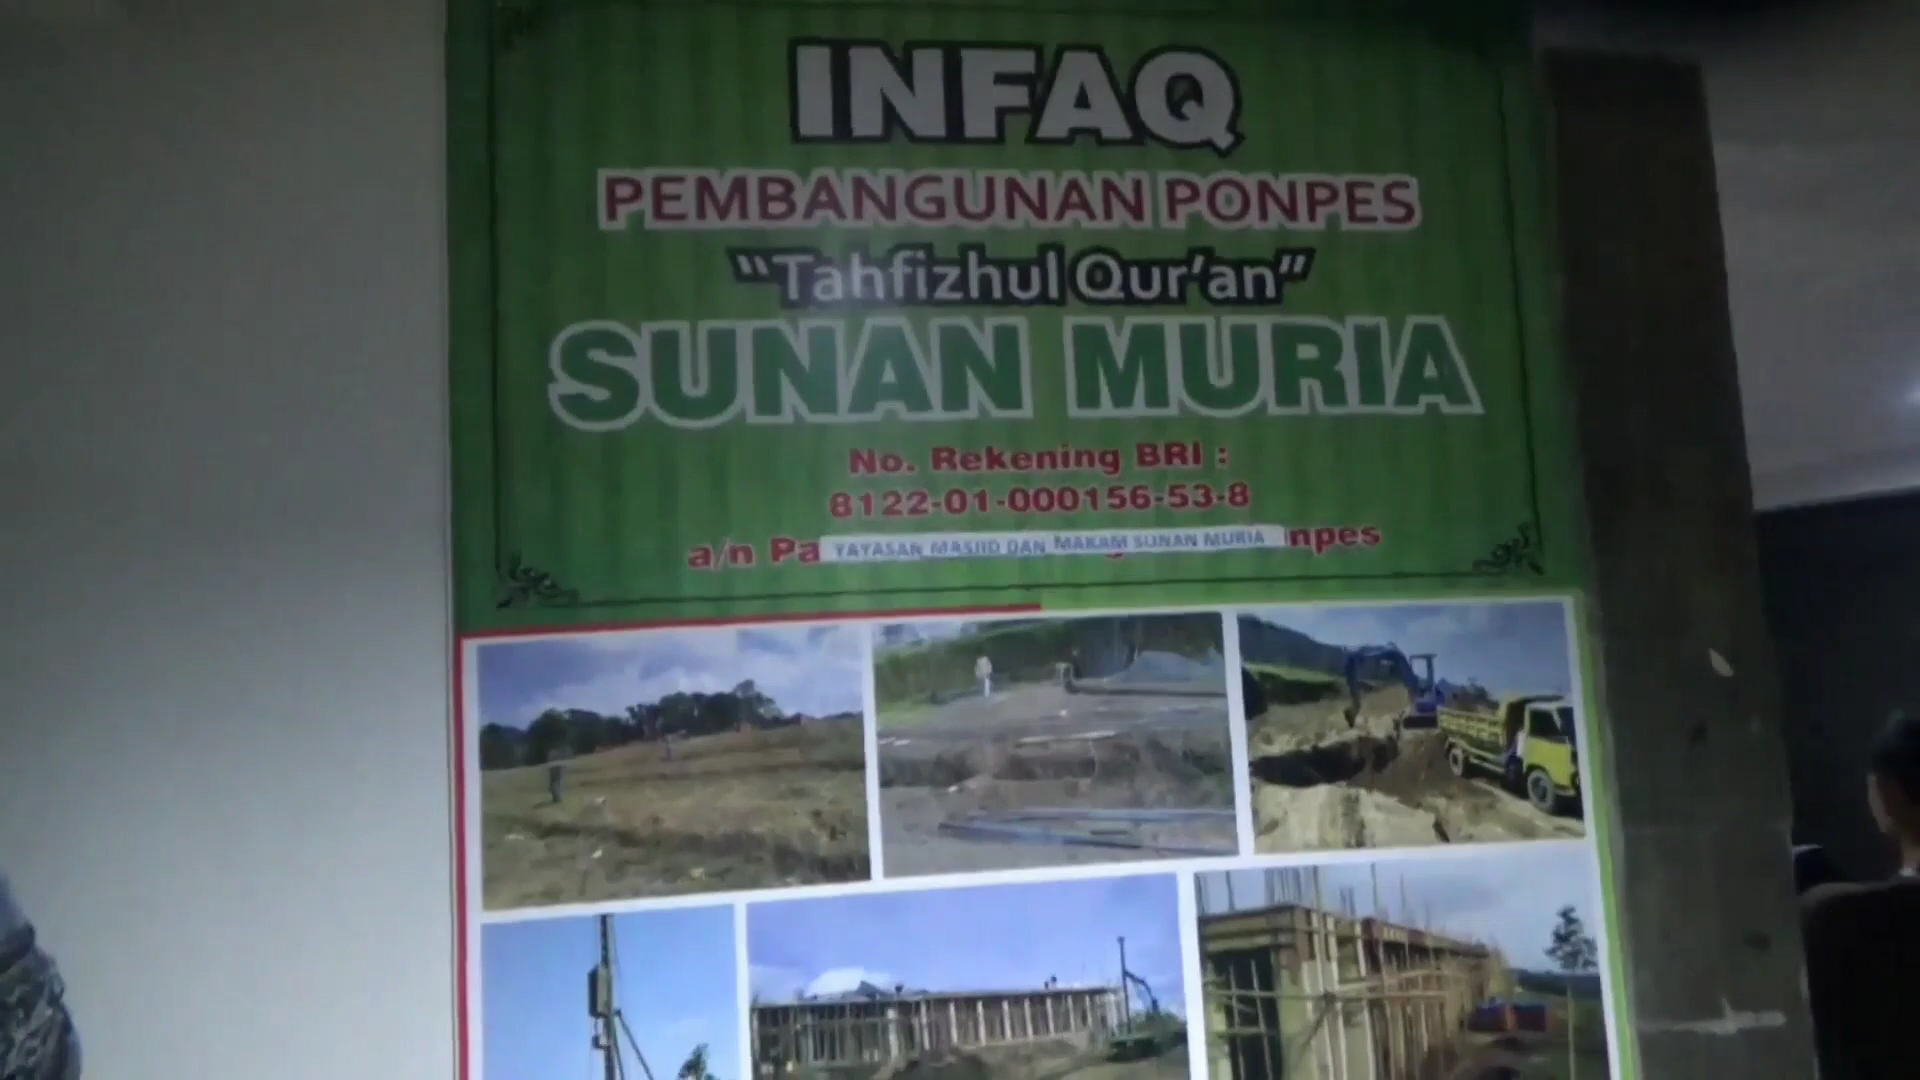 INFAQ
PEMBANGUNAN PONPES
"Tahfizhul Qur'an"
SUNAN MURIA
No. Rekening BRI :
8122-01-000156-53-8
a/n Pa YAYASAN MASJID DAN MAKAM SUNAN MURIA npes